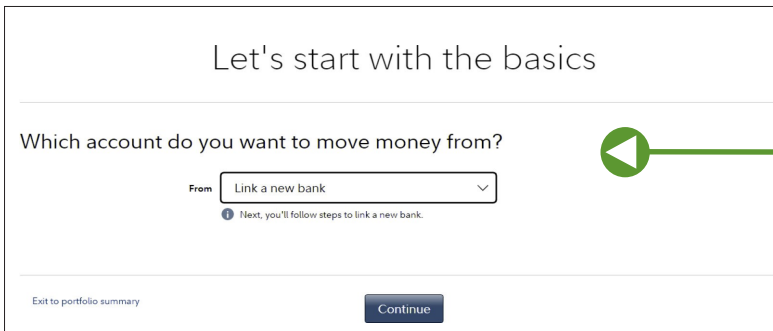 Let's start with the basics
Which account do you want to move money from?
From Link a new bank
Next, you'll follow steps to link a new bank.
Exit to portfolio summary
Continue